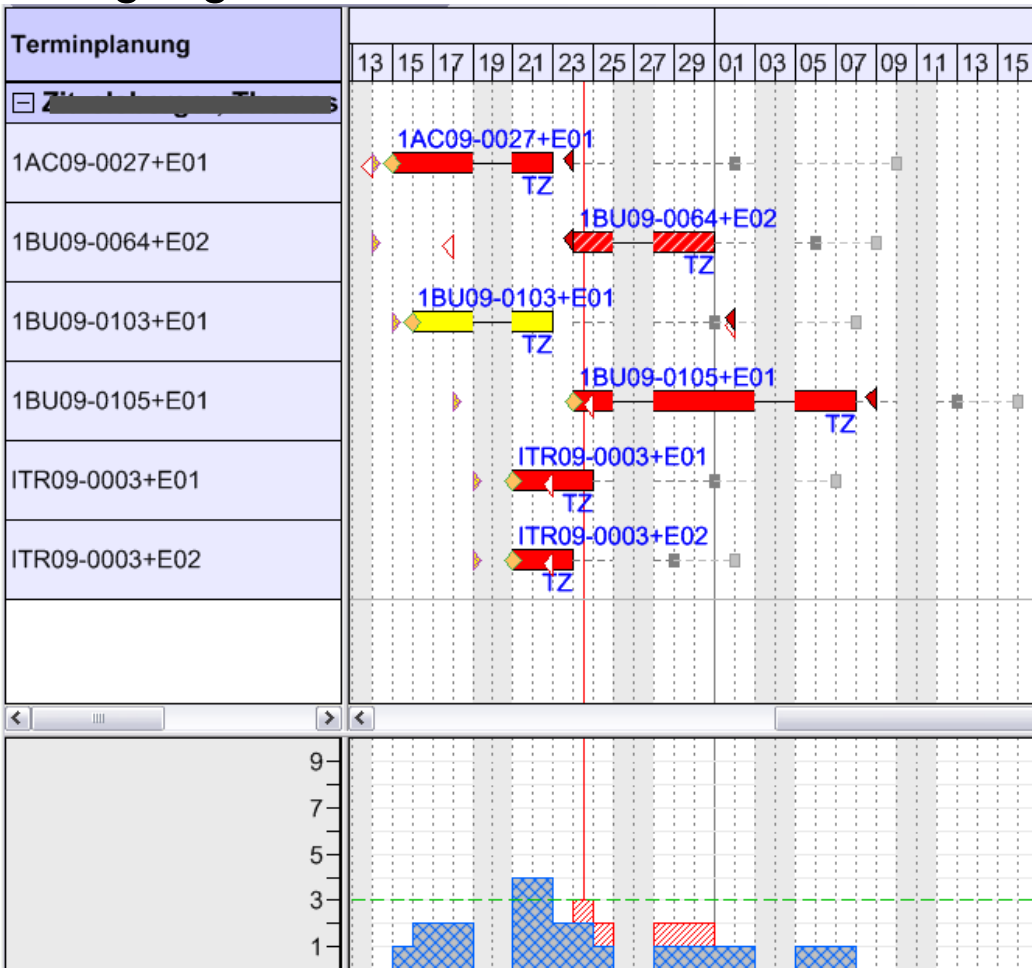 Terminplanung
13 15 17 19 21 23 25 27 29 01 03 05 07 09 11 13 15
1AC09-0027+E01
1AC09-0027+E01
TZ
1BU09-0064+E02
1BU09-0064+E02
TZ
1BU09-0103+E01
1BU09-0103+E01
TZ
1BU09-0105+E01
1BU09-0105+E01
TZ
ITR09-0003+E01
ITR09-0003+E01
TZ
ITR09-0003+E02
ITR09-0003+E02
TZ
9
7
5
3
1